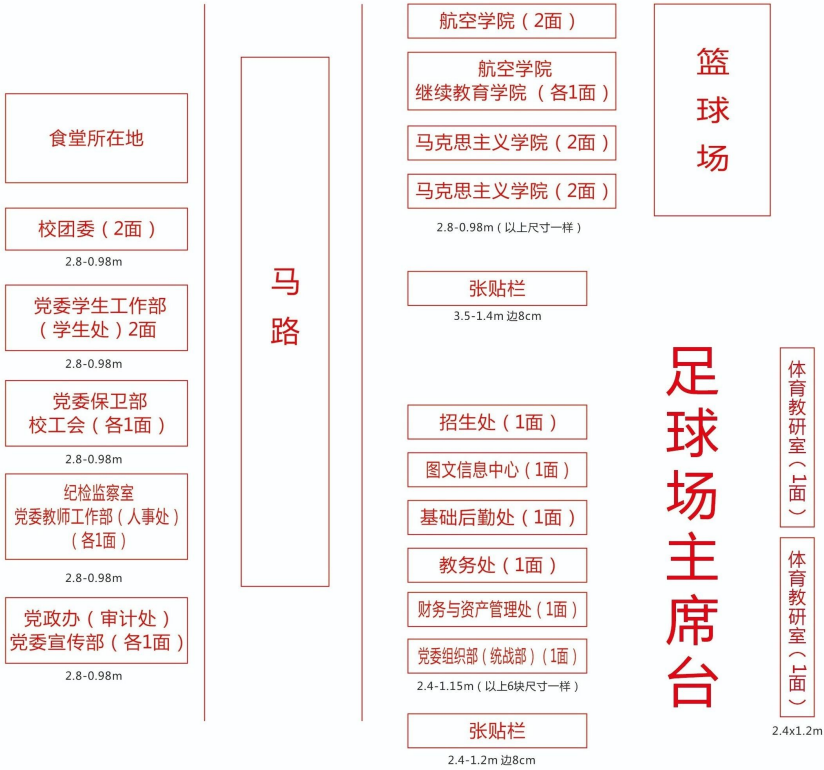 食堂所在地
校团委（2面）
2.8-0.98m
党委学生工作部
（学生处）2面
2.8-0.98m
党委保卫部
校工会（各1面）
2.8-0.98m
纪检监察室
党委教师工作部（人事处）
（各1面）
2.8-0.98m
党政办（审计处）
党委宣传部（各1面）
2.8-0.98m
马路
航空学院（2面）
航空学院
继续教育学院 （各1面）
马克思主义学院（2面）
马克思主义学院（2面）
2.8-0.98m（以上尺寸一样）
张贴栏
3.5-1.4m 边8cm
招生处（1面）
图文信息中心（1面）
基础后勤处（1面）
教务处（1面）
财务与资产管理处（1面）
党委组织部（统战部）（1面）
2.4-1.15m（以上6块尺寸一样）
张贴栏
2.4-1.2m 边8cm
篮球场
足球场主席台
体育教研室（1面）
体育教研室（1面）
2.4x1.2m